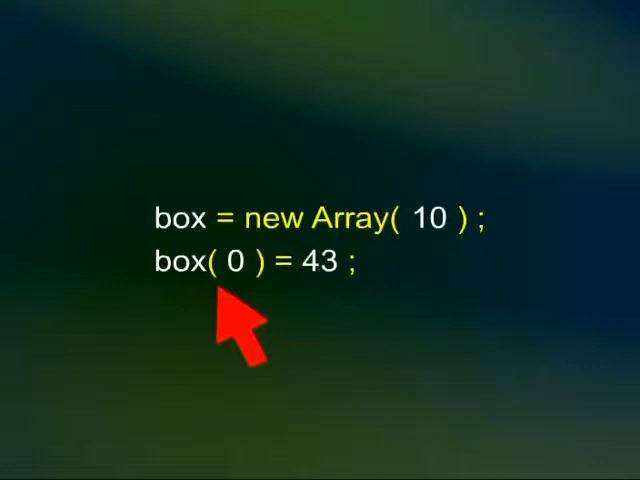 box = new Array( 10 ) ;
box( 0 ) = 43 ;